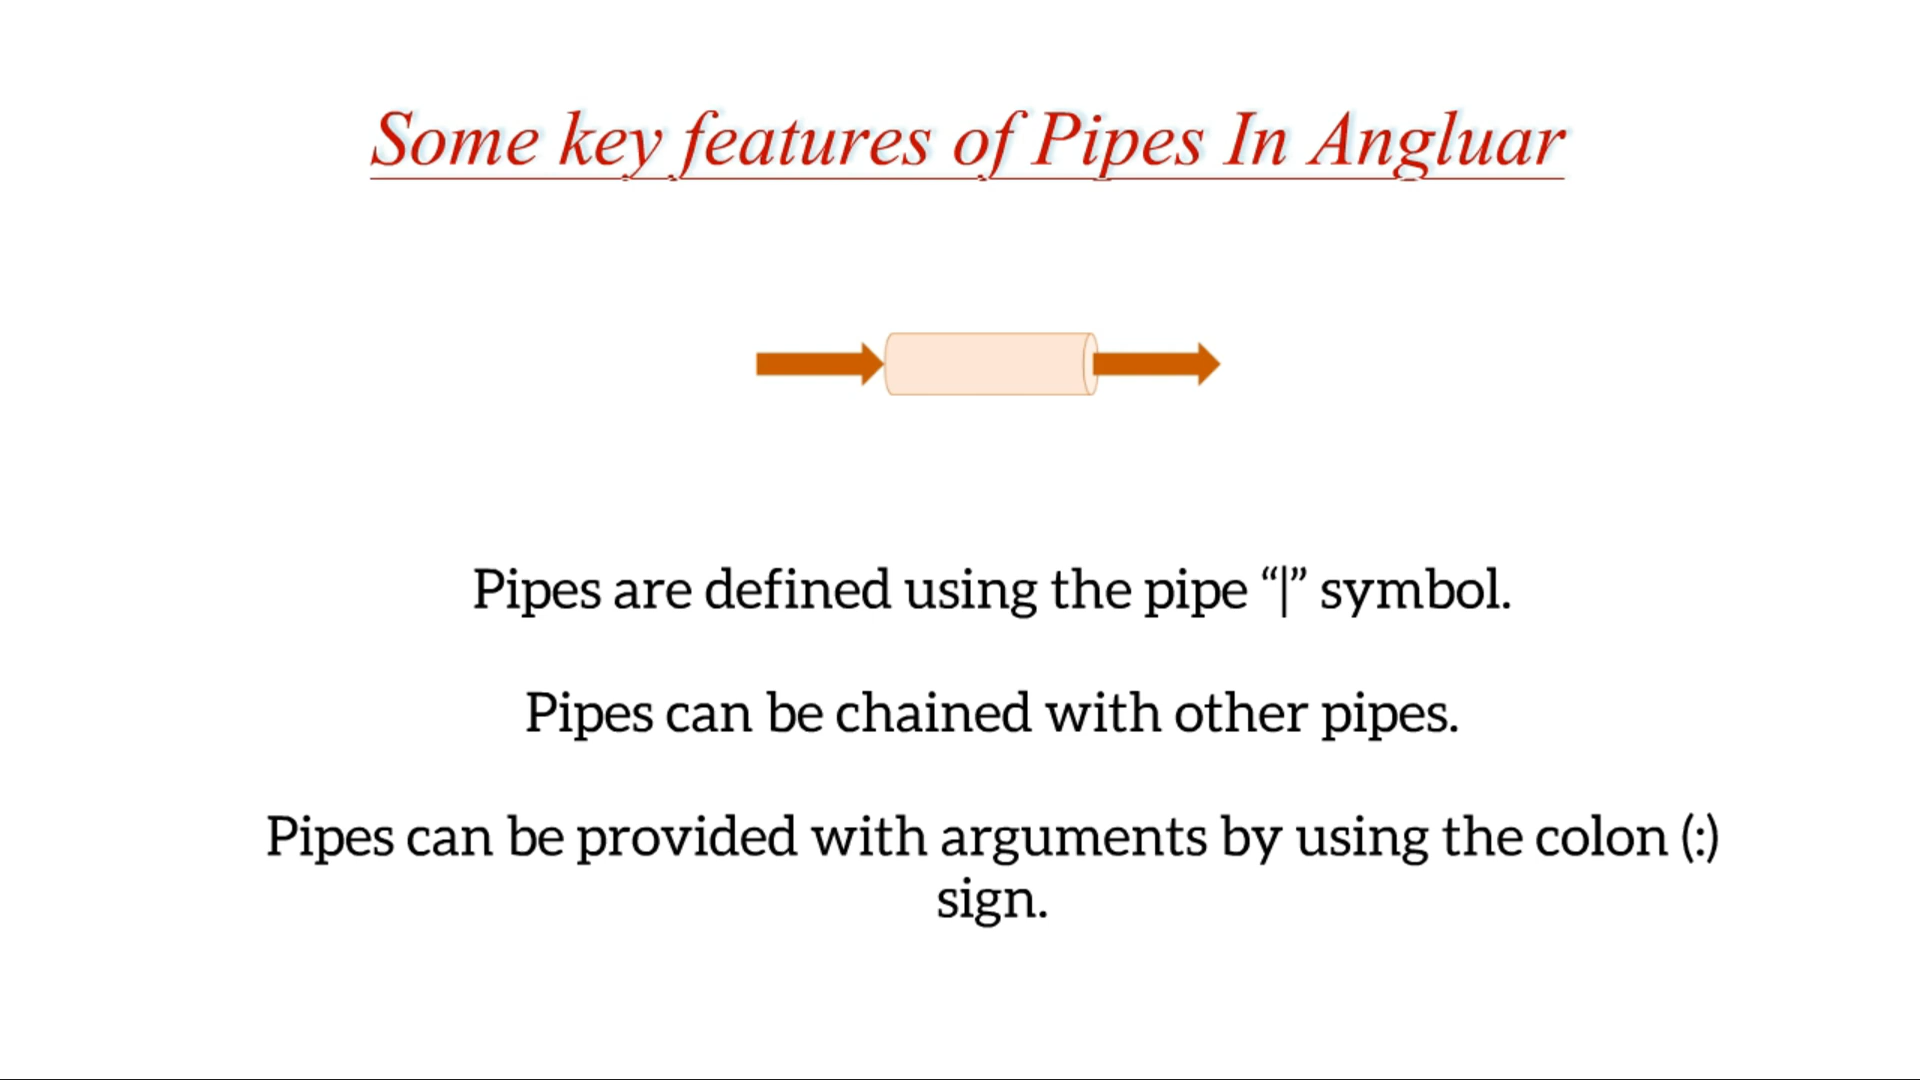 Some key features of Pipes In Angluar
Pipes are defined using the pipe “|” symbol.
Pipes can be chained with other pipes.
Pipes can be provided with arguments by using the colon (:)
sign.